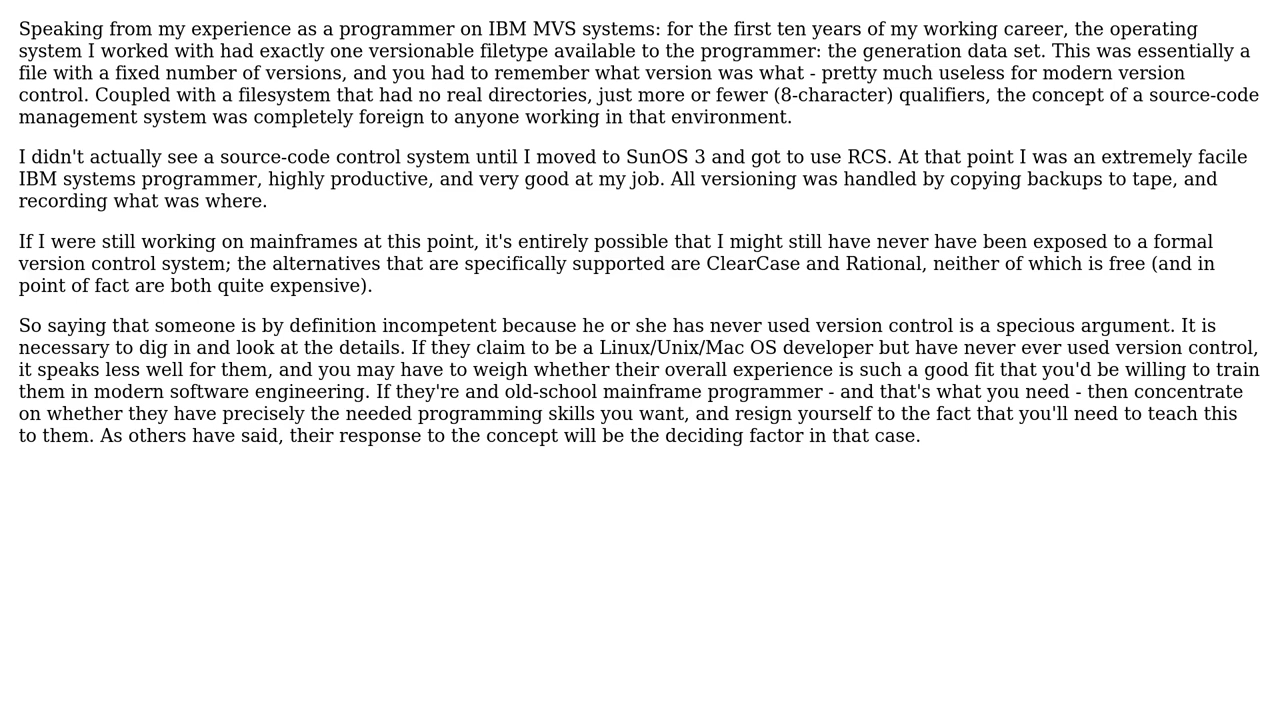 Speaking from my experience as a programmer on IBM MVS systems: for the first ten years of my working career, the operating
system I worked with had exactly one versionable filetype available to the programmer: the generation data set. This was essentially a
file with a fixed number of versions, and you had to remember what version was what - pretty much useless for modern version
control. Coupled with a filesystem that had no real directories, just more or fewer (8-character) qualifiers, the concept of a source-code
management system was completely foreign to anyone working in that environment.
I didn't actually see a source-code control system until I moved to SunOS 3 and got to use RCS. At that point I was an extremely facile
IBM systems programmer, highly productive, and very good at my job. All versioning was handled by copying backups to tape, and
recording what was where.
If I were still working on mainframes at this point, it's entirely possible that I might still have never have been exposed to a formal
version control system; the alternatives that are specifically supported are ClearCase and Rational, neither of which is free (and in
point of fact are both quite expensive).
So saying that someone is by definition incompetent because he or she has never used version control is a specious argument. It is
necessary to dig in and look at the details. If they claim to be a Linux/Unix/Mac OS developer but have never ever used version control,
it speaks less well for them, and you may have to weigh whether their overall experience is such a good fit that you'd be willing to train
them in modern software engineering. If they're and old-school mainframe programmer - and that's what you need - then concentrate
on whether they have precisely the needed programming skills you want, and resign yourself to the fact that you'll need to teach this
to them. As others have said, their response to the concept will be the deciding factor in that case.